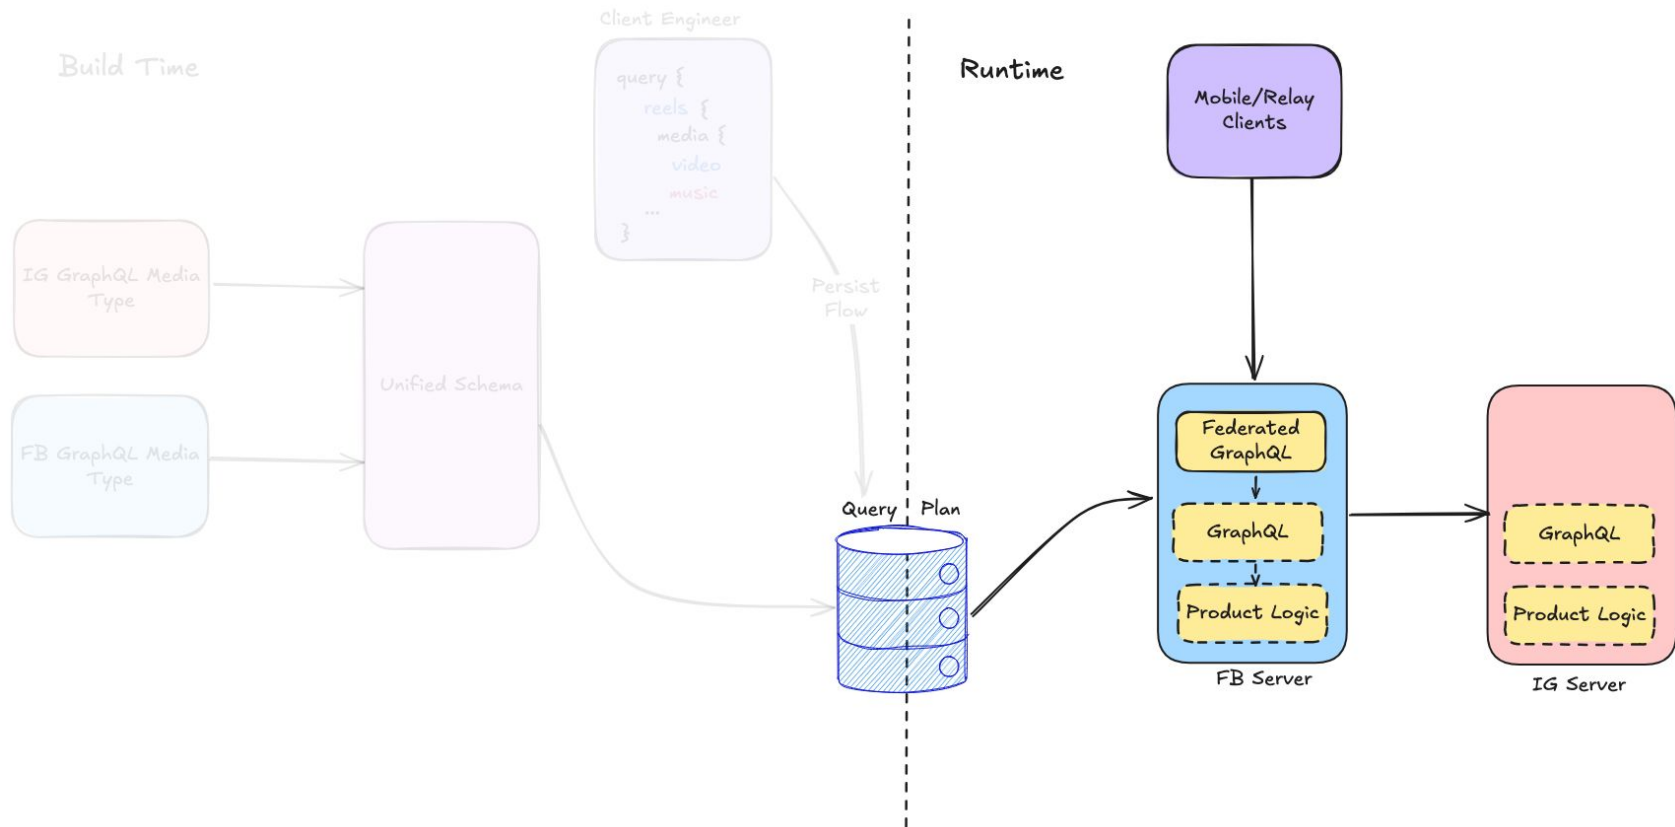 Build Time
Client Engineer
query {
reels {
media {
video
music
...
}
IG GraphQL Media
Type
FB GraphQL Media
Type
Unified Schema
Persist
Flow
Query Plan
Runtime
Mobile/Relay
Clients
Federated
GraphQL
GraphQL
Product Logic
FB Server
GraphQL
Product Logic
IG Server